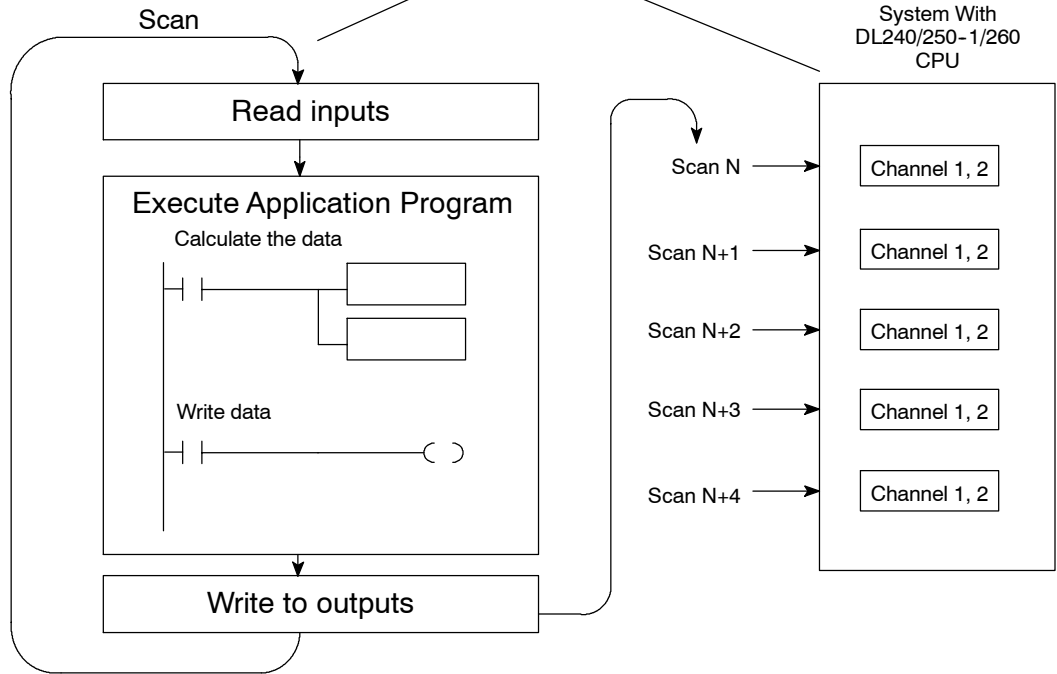 Scan
Read inputs
Execute Application Program
Calculate the data
Write data
Write to outputs
System With
DL240/250-1/260
CPU
Scan N
Channel 1, 2
Scan N+1
Channel 1, 2
Scan N+2
Channel 1, 2
Scan N+3
Channel 1, 2
Scan N+4
Channel 1, 2